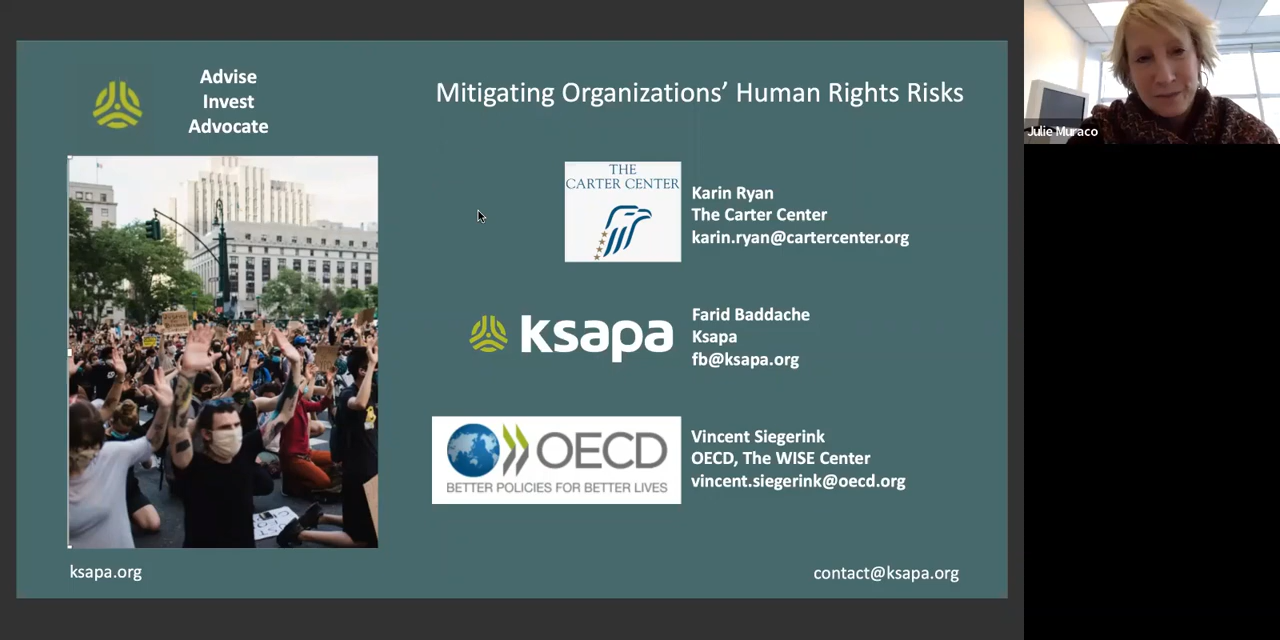 Advise
Invest
Advocate
Mitigating Organizations’ Human Rights Risks
THE
CARTER CENTER
Karin Ryan
The Carter Center
karin.ryan@cartercenter.org
ksapa
Farid Baddache
Ksapa
fb@ksapa.org
OECD
BETTER POLICIES FOR BETTER LIVES
Vincent Siegerink
OECD, The WISE Center
vincent.siegerink@oecd.org
ksapa.org
contact@ksapa.org
Julie Muraco